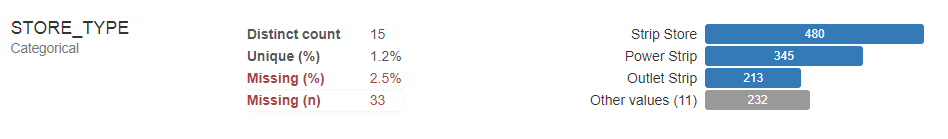 STORE_TYPE
Categorical
Distinct count 15
Unique (%) 1.2%
Missing (%) 2.5%
Missing (n) 33
Strip Store 480
Power Strip 345
Outlet Strip 213
Other values (11) 232